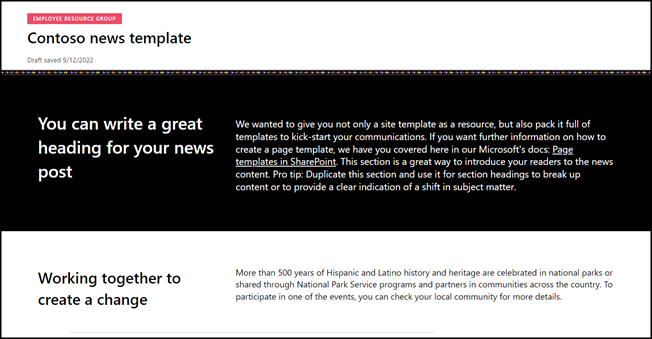 EMPLOYEE RESOURCE GROUP
Contoso news template
Draft saved 9/12/2022
You can write a great
heading for your news
post
We wanted to give you not only a site template as a resource, but also pack it full of
templates to kick-start your communications. If you want further information on how to
create a page template, we have you covered here in our Microsoft's docs: Page
templates in SharePoint. This section is a great way to introduce your readers to the news
content. Pro tip: Duplicate this section and use it for section headings to break up
content or to provide a clear indication of a shift in subject matter.
Working together to
create a change
More than 500 years of Hispanic and Latino history and heritage are celebrated in national parks or
shared through National Park Service programs and partners in communities across the country. To
participate in one of the events, you can check your local community for more details.